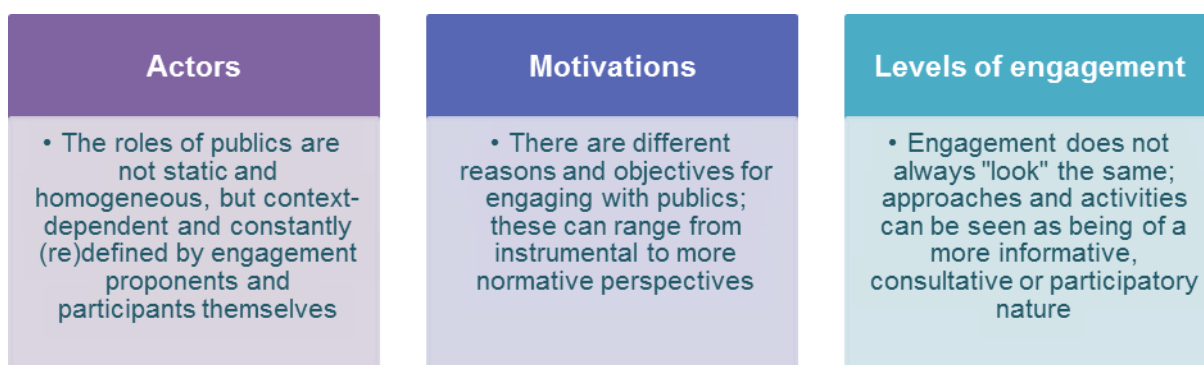 Actors
• The roles of publics are
not static and
homogeneous, but context-
dependent and constantly
(re)defined by engagement
proponents and
participants themselves
Motivations
• There are different
reasons and objectives for
engaging with publics;
these can range from
instrumental to more
normative perspectives
Levels of engagement
• Engagement does not
always "look" the same;
approaches and activities
can be seen as being of a
more informative,
consultative or participatory
nature